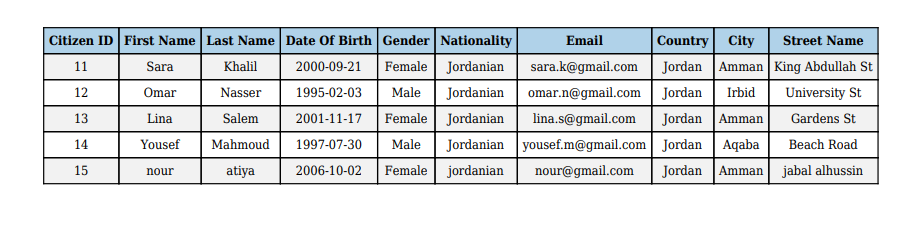 Citizen ID First Name Last Name Date Of Birth Gender Nationality Email Country City Street Name
11 Sara Khalil 2000-09-21 Female Jordanian sara.k@gmail.com Jordan Amman King Abdullah St
12 Omar Nasser 1995-02-03 Male Jordanian omar.n@gmail.com Jordan Irbid University St
13 Lina Salem 2001-11-17 Female Jordanian lina.s@gmail.com Jordan Amman Gardens St
14 Yousef Mahmoud 1997-07-30 Male Jordanian yousef.m@gmail.com Jordan Aqaba Beach Road
15 nour atiya 2006-10-02 Female jordanian nour@gmail.com Jordan Amman jabal alhussin